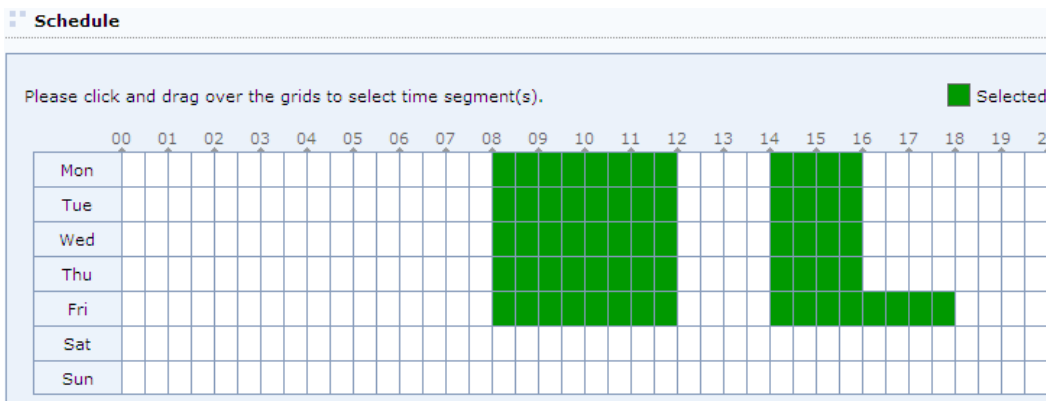 Schedule
Please click and drag over the grids to select time segment(s).
Selected
00 01 02 03 04 05 06 07 08 09 10 11 12 13 14 15 16 17 18 19
Mon
Tue
Wed
Thu
Fri
Sat
Sun